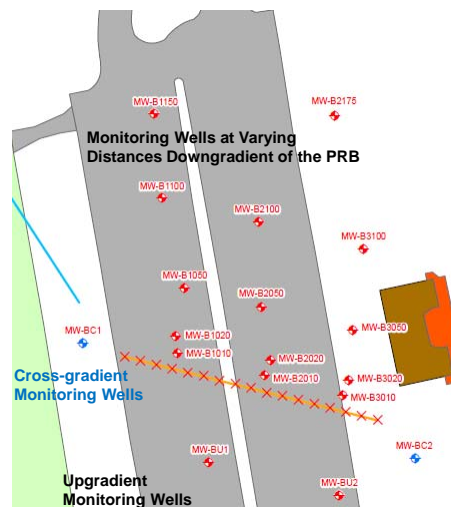 MW-B1150
MW-B2175
Monitoring Wells at Varying
Distances Downgradient of the PRB
MW-B1100
MW-B2100
MW-B3100
MW-B1050
MW-B2050
MW-BC1
MW-B1020
MW-B3050
MW-B1010
MW-B2020
Cross-gradient
Monitoring Wells
MW-B2010
MW-B3020
MW-B3010
MW-BU1
MW-BC2
Upgradient
Monitoring Wells
MW-BU2